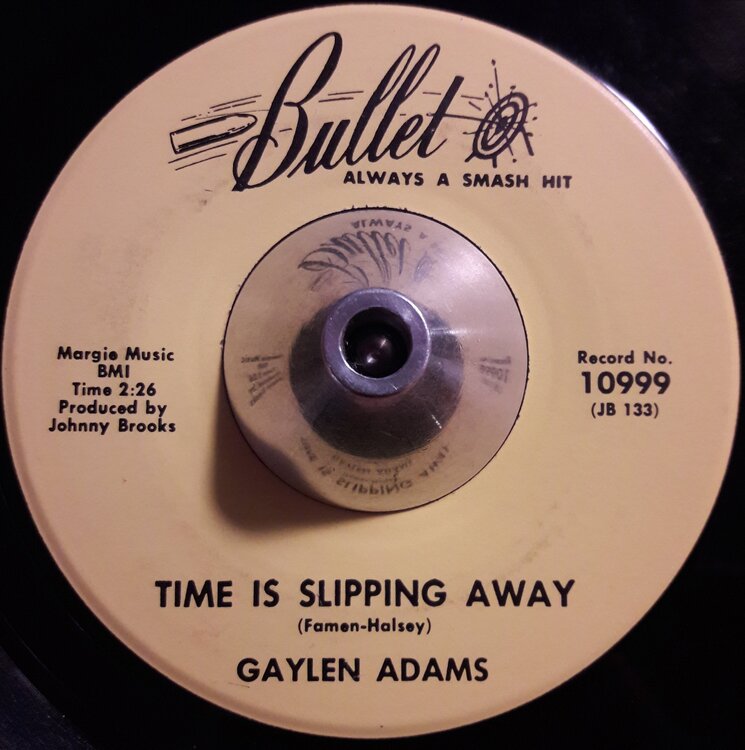 Bullet
ALWAYS A SMASH HIT
Margie Music
BMI
Time 2:26
Produced by
Johnny Brooks
Record No.
10999
(JB 133)
TIME IS SLIPPING AWAY
(Famen-Halsey)
GAYLEN ADAMS